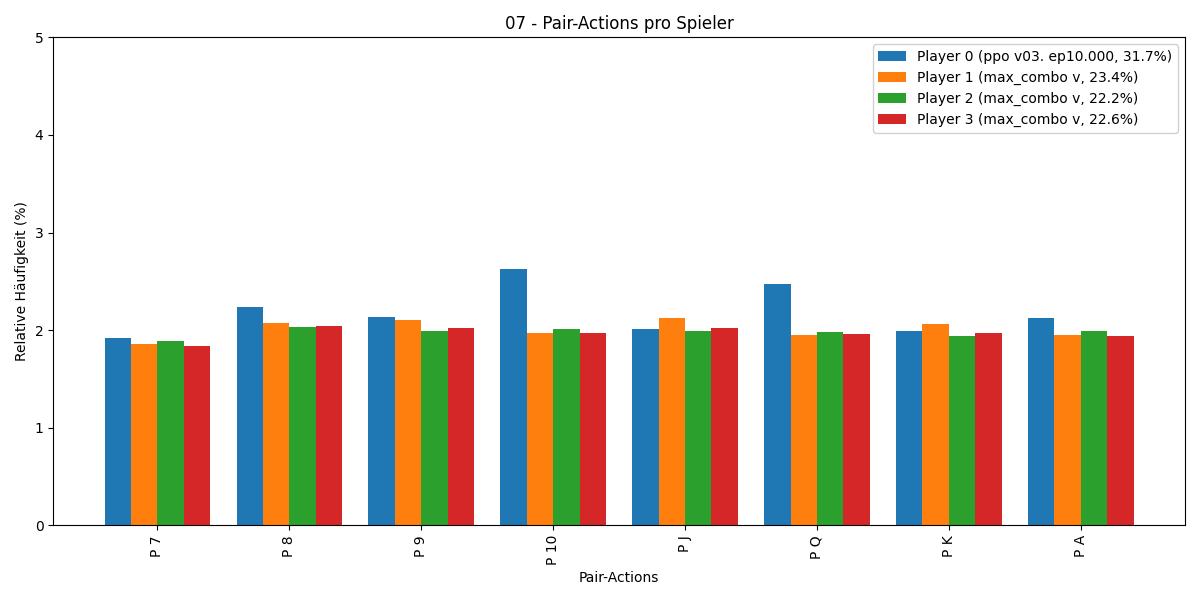 07 - Pair-Actions pro Spieler
Player 0 (ppo v03. ep10.000, 31.7%)
Player 1 (max_combo v, 23.4%)
Player 2 (max_combo v, 22.2%)
Player 3 (max_combo v, 22.6%)
Relative Häufigkeit (%)
5
4
3
2
1
0
P 7
P 8
P 9
P 10
P J
P Q
P K
P A
Pair-Actions